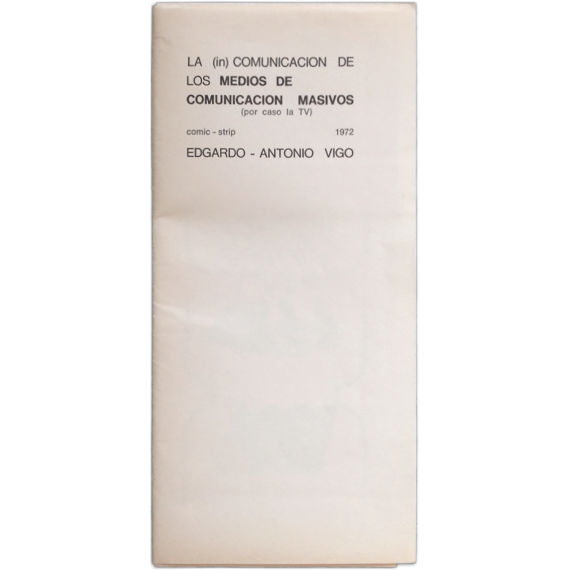 LA (in) COMUNICACION DE
LOS MEDIOS DE
COMUNICACION MASIVOS
(por caso la TV)
comic - strip 1972
EDGARDO - ANTONIO VIGO